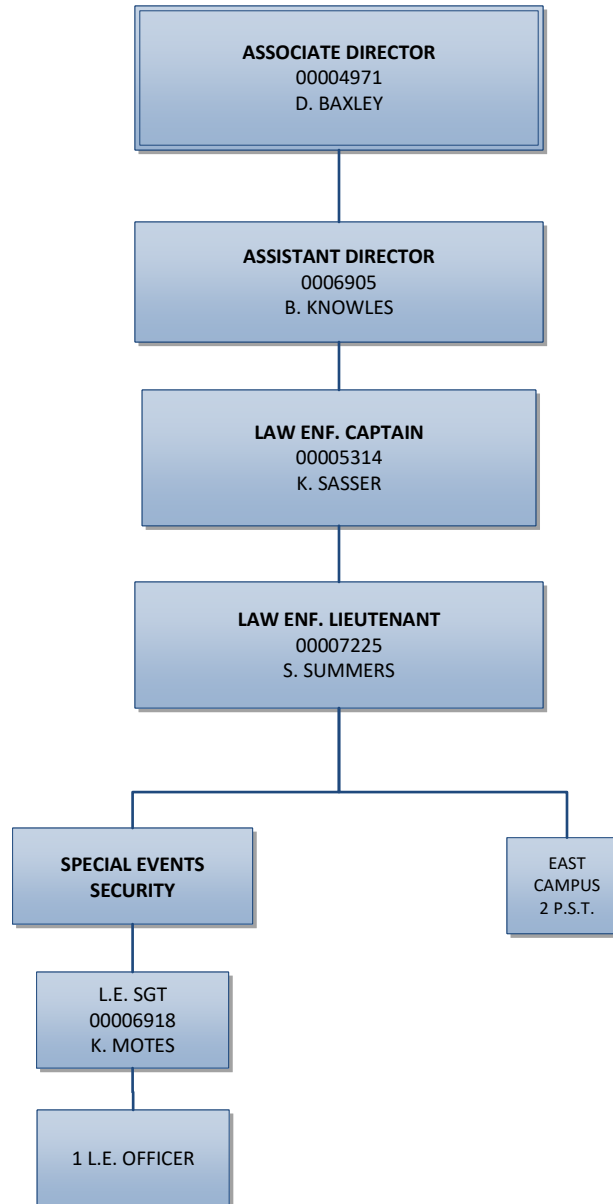 ASSOCIATE DIRECTOR
00004971
D. BAXLEY
ASSISTANT DIRECTOR
0006905
B. KNOWLES
LAW ENF. CAPTAIN
00005314
K. SASSER
LAW ENF. LIEUTENANT
00007225
S. SUMMERS
SPECIAL EVENTS
SECURITY
EAST
CAMPUS
2 P.S.T.
L.E. SGT
00006918
K. MOTES
1 L.E. OFFICER